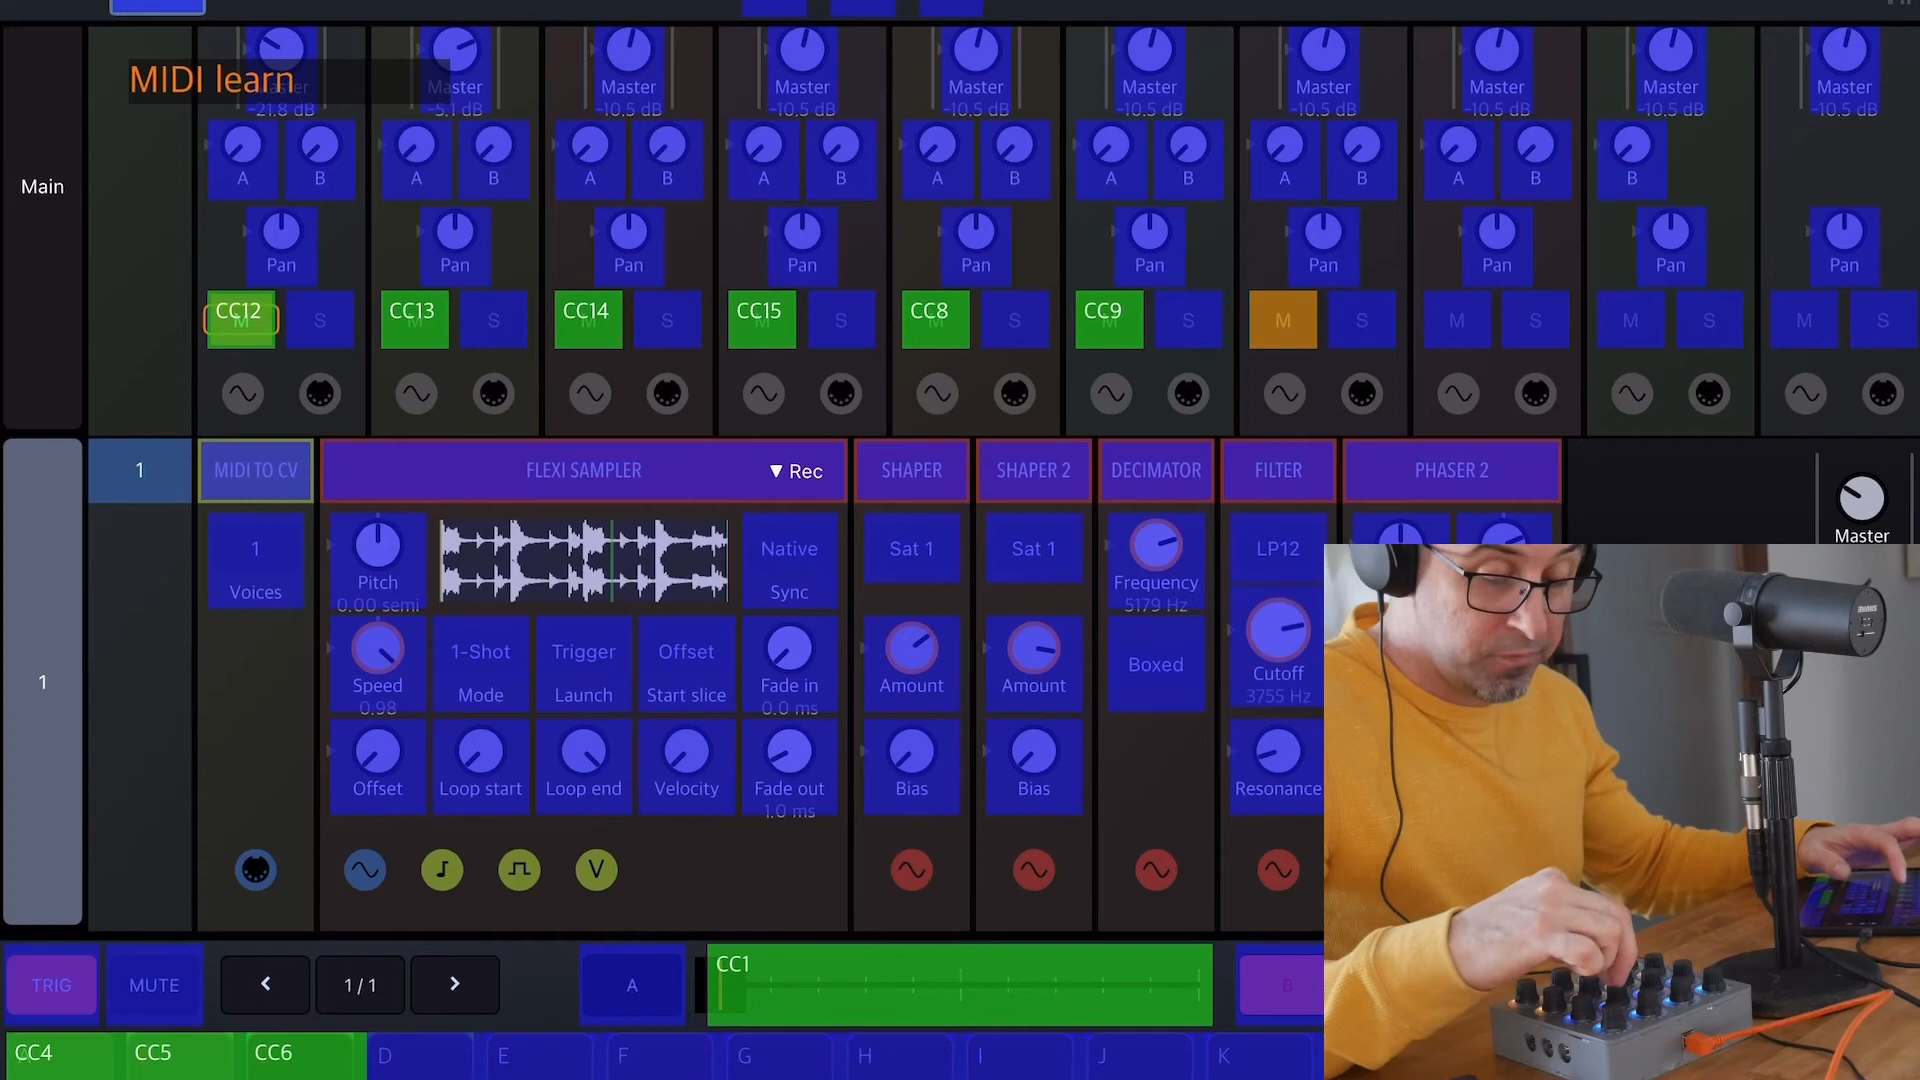 MIDI learn
Master Master Master Master Master Master Master Master Master Master
-21.8 dB -5.1 dB -10.5 dB -10.5 dB -10.5 dB -10.5 dB -10.5 dB -10.5 dB -10.5 dB -10.5 dB
A B A B A B A B A B A B A B A B B
Main
Pan Pan Pan Pan Pan Pan Pan Pan Pan Pan
CC12 CC13 CC14 CC15 CC8 CC9
M S M S M S M S M S M S M S M S M S M S
1 MIDI TO CV FLEXI SAMPLER ▼ Rec SHAPER SHAPER 2 DECIMATOR FILTER PHASER 2
1 Native Sat 1 Sat 1 LP12
Master
Voices Pitch Sync Frequency
0.00 semi 5179 Hz
1-Shot Trigger Offset Boxed
Cutoff
1 Speed Mode Launch Start slice Fade in Amount Amount
3755 Hz
0.98 0.0 ms
Offset Loop start Loop end Velocity Fade out Bias Bias Resonance
1.0 ms
V
CC1
TRIG MUTE < 1 / 1 > A B
CC4 CC5 CC6 D E F G H I J K